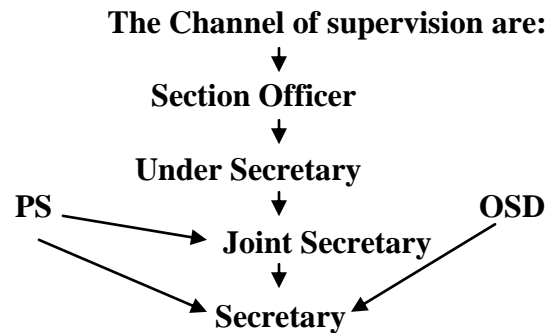 The Channel of supervision are:
Section Officer
Under Secretary
PS
OSD
Joint Secretary
Secretary